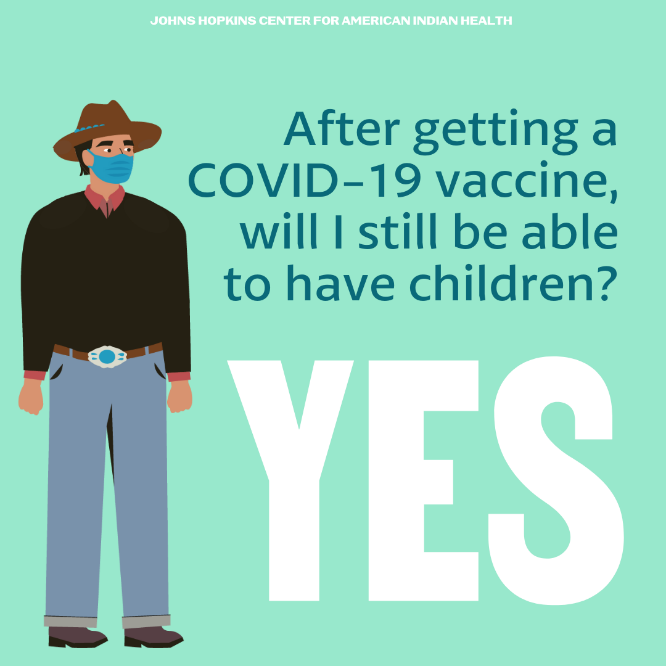 JOHNS HOPKINS CENTER FOR AMERICAN INDIAN HEALTH
After getting a
COVID-19 vaccine,
will I still be able
to have children?
YES